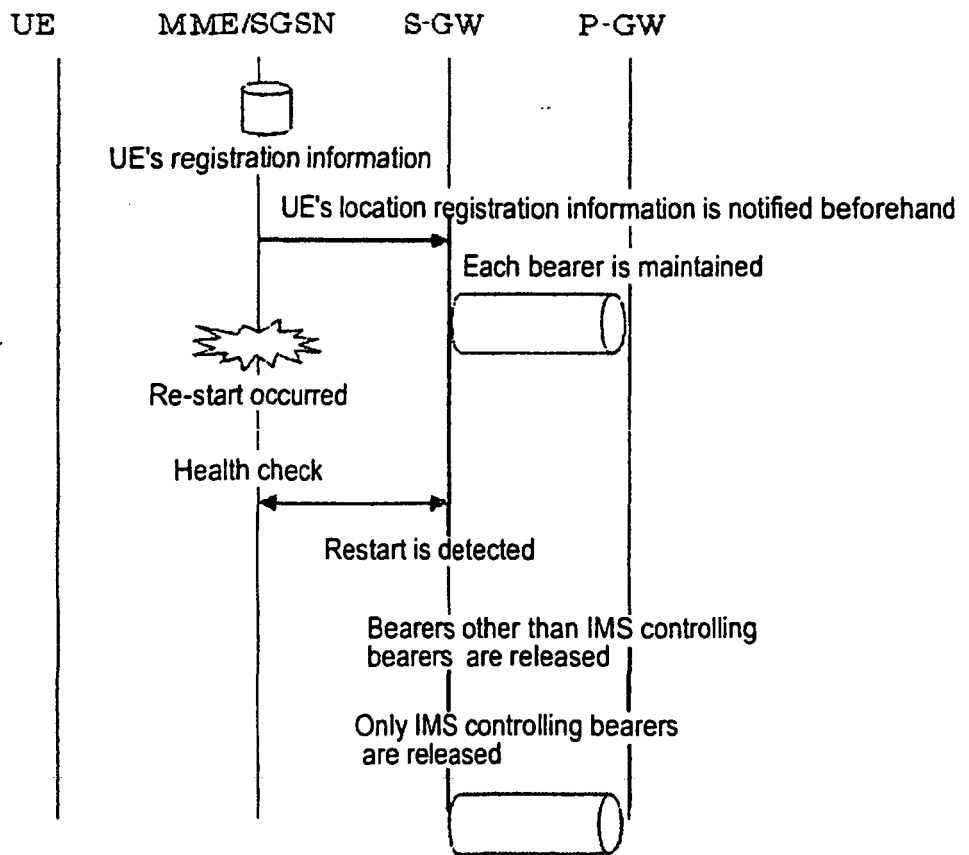 UE MME/SGSN S-GW P-GW
UE's registration information
UE's location registration information is notified beforehand
Each bearer is maintained
Re-start occurred
Health check
Restart is detected
Bearers other than IMS controlling
bearers are released
Only IMS controlling bearers
are released